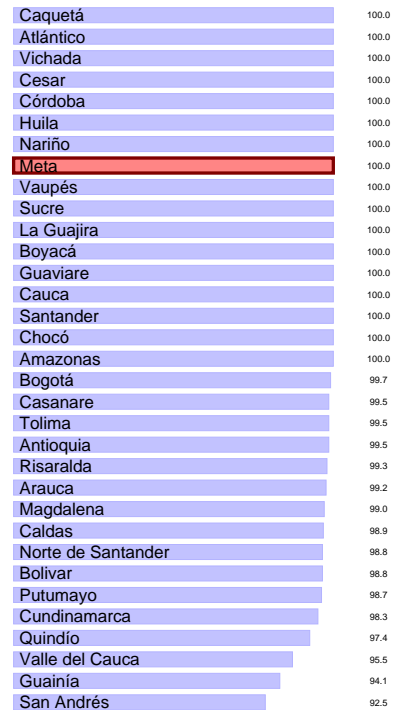 Caquetá 100.0
Atlántico 100.0
Vichada 100.0
Cesar 100.0
Córdoba 100.0
Huila 100.0
Nariño 100.0
Meta 100.0
Vaupés 100.0
Sucre 100.0
La Guajira 100.0
Boyacá 100.0
Guaviare 100.0
Cauca 100.0
Santander 100.0
Chocó 100.0
Amazonas 100.0
Bogotá 99.7
Casanare 99.5
Tolima 99.5
Antioquia 99.5
Risaralda 99.3
Arauca 99.2
Magdalena 99.0
Caldas 98.9
Norte de Santander 98.8
Bolivar 98.8
Putumayo 98.7
Cundinamarca 98.3
Quindío 97.4
Valle del Cauca 95.5
Guainía 94.1
San Andrés 92.5